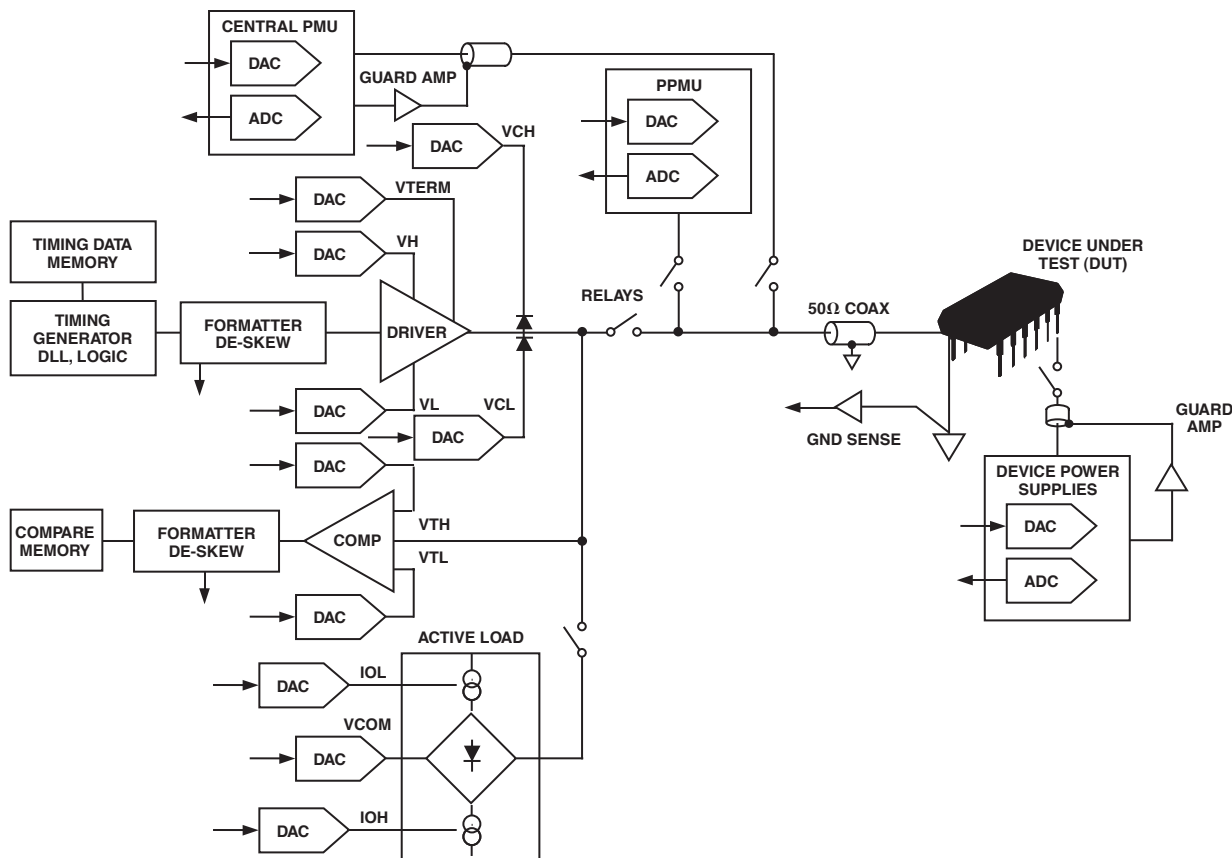 CENTRAL PMU
DAC
ADC
GUARD AMP
DAC
VCH
PPMU
DAC
ADC
DAC
VTERM
DAC
VH
TIMING DATA
MEMORY
TIMING
GENERATOR
DLL, LOGIC
FORMATTER
DE-SKEW
DRIVER
RELAYS
50Ω COAX
DEVICE UNDER
TEST (DUT)
DAC
VL
DAC
VCL
GND SENSE
GUARD
AMP
DAC
DEVICE POWER
SUPPLIES
DAC
ADC
COMPARE
MEMORY
FORMATTER
DE-SKEW
COMP
VTH
VTL
DAC
ACTIVE LOAD
DAC
IOL
DAC
VCOM
DAC
IOH